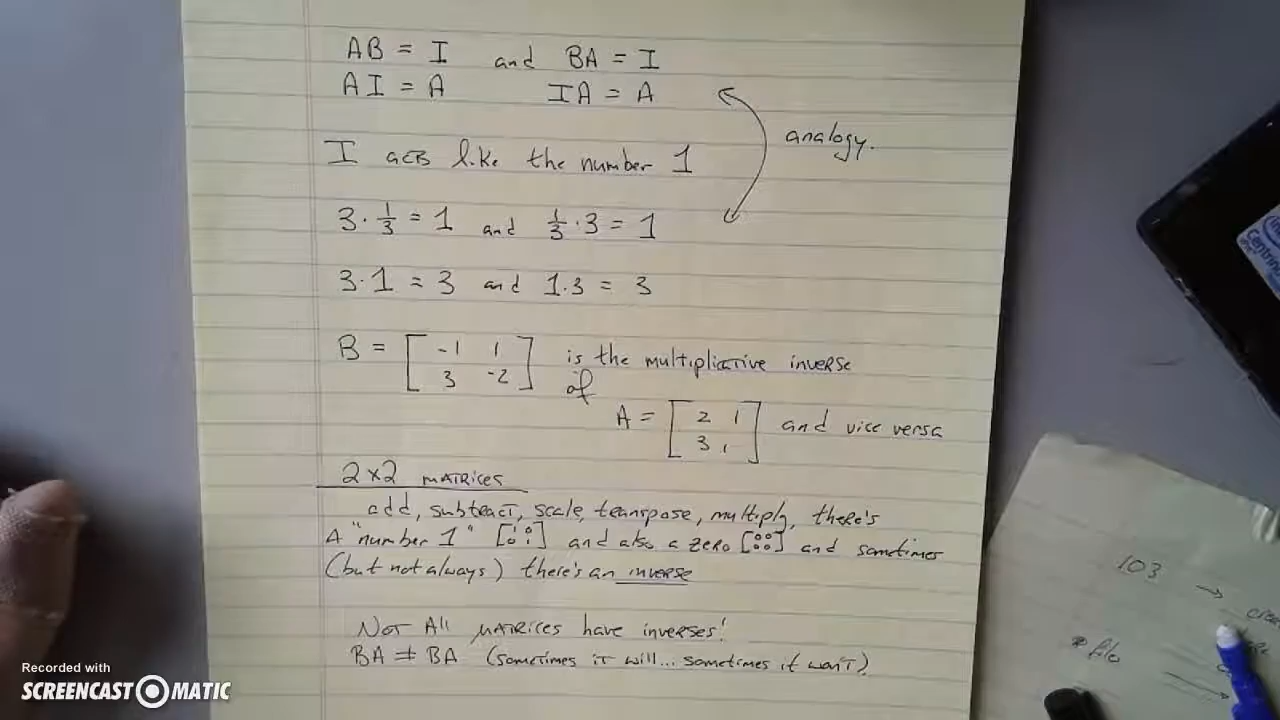 AB = I and BA = I
AI = A IA = A
analogy.
I acts like the number 1
3 · 1/3 = 1 and 1/3 · 3 = 1
3 · 1 = 3 and 1 · 3 = 3
B = [ -1 1 is the multiplicative inverse
3 -2 ] of
A = [ 2 1 and vice versa
3 1 ]
2x2 MATRICES
add, subtract, scale, transpose, multiply, there's
A "number 1" [1 0 0 1] and also a zero [0 0 0 0] and sometimes
(but not always) there's an inverse
Not All MATRICES have inverses!
BA ≠ BA (sometimes it will... sometimes it won't)
103 →
* file
Recorded with
SCREENCAST-O-MATIC